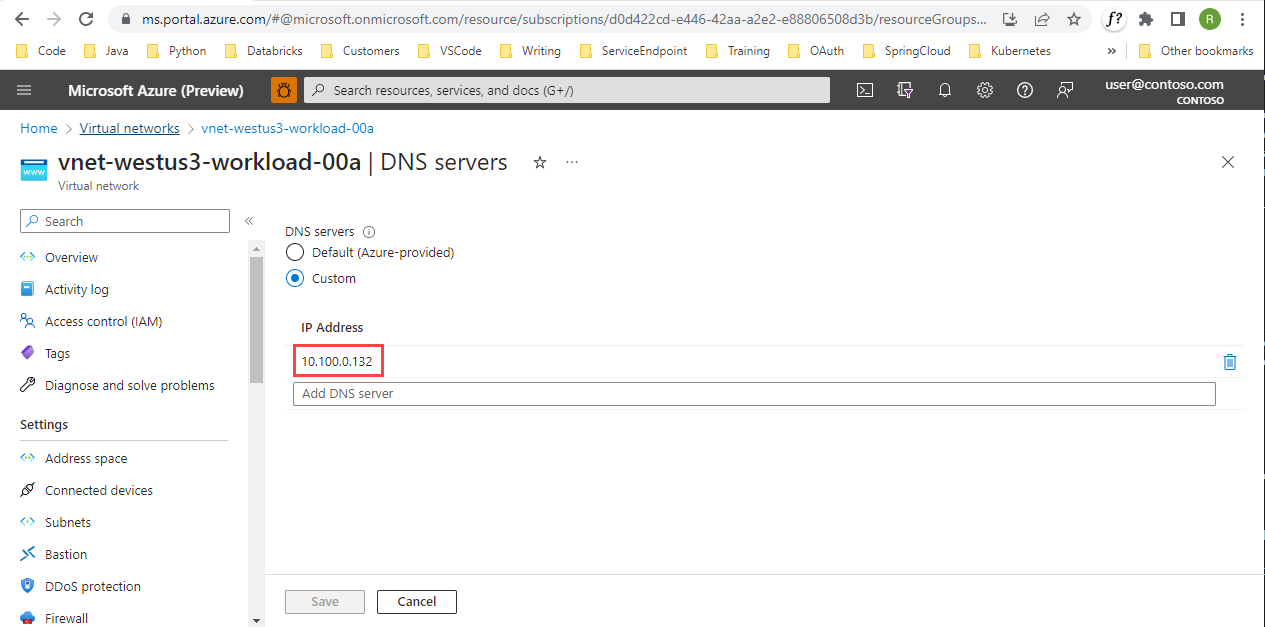 ms.portal.azure.com/#@microsoft.onmicrosoft.com/resource/subscriptions/d0d422cd-e446-42aa-a2e2-e88806508d3b/resourceGroups...
f?
R
Code
Java
Python
Databricks
Customers
VSCode
Writing
ServiceEndpoint
Training
OAuth
SpringCloud
Kubernetes
»
Other bookmarks
Microsoft Azure (Preview)
Search resources, services, and docs (G+/)
user@contoso.com
CONTOSO
Home > Virtual networks > vnet-westus3-workload-00a
www
vnet-westus3-workload-00a | DNS servers
Virtual network
Search
«
Overview
Activity log
Access control (IAM)
Tags
Diagnose and solve problems
Settings
Address space
Connected devices
Subnets
Bastion
DDoS protection
Firewall
DNS servers
Default (Azure-provided)
Custom
IP Address
10.100.0.132
Add DNS server
Save
Cancel